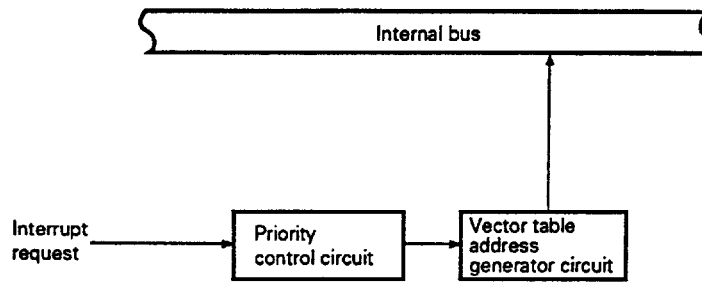 Internal bus
Interrupt
request
Priority
control circuit
Vector table
address
generator circuit